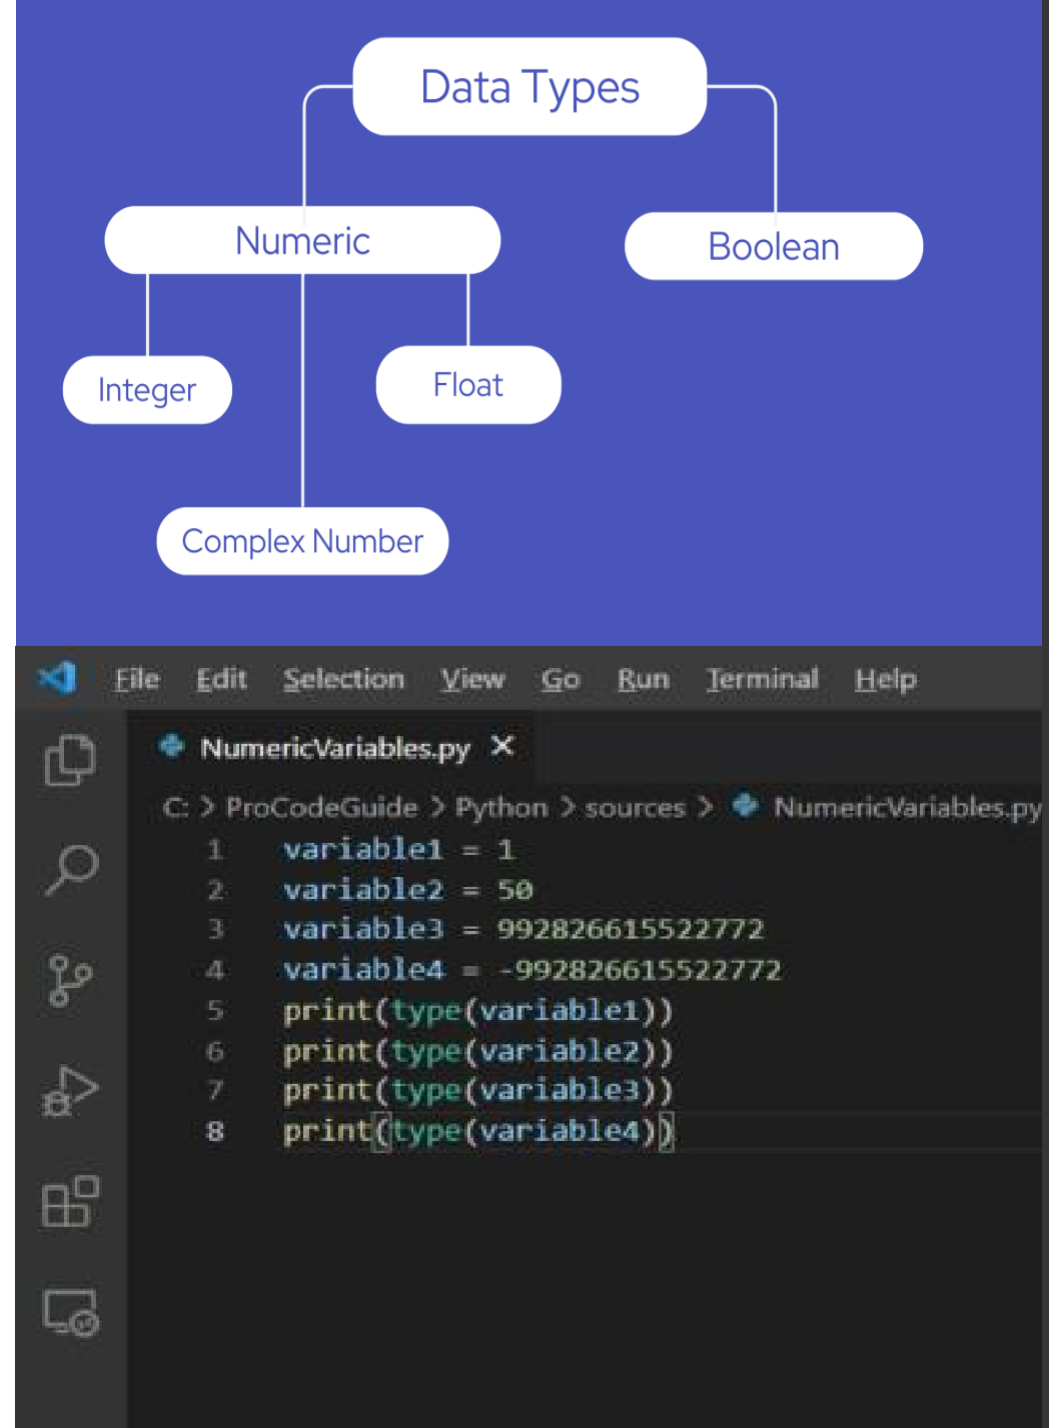 Data Types
Numeric
Boolean
Integer
Float
Complex Number
File Edit Selection View Go Run Terminal Help
NumericVariables.py ×
C: > ProCodeGuide > Python > sources > NumericVariables.py
1 variable1 = 1
2 variable2 = 50
3 variable3 = 992826615522772
4 variable4 = -992826615522772
5 print(type(variable1))
6 print(type(variable2))
7 print(type(variable3))
8 print(type(variable4))